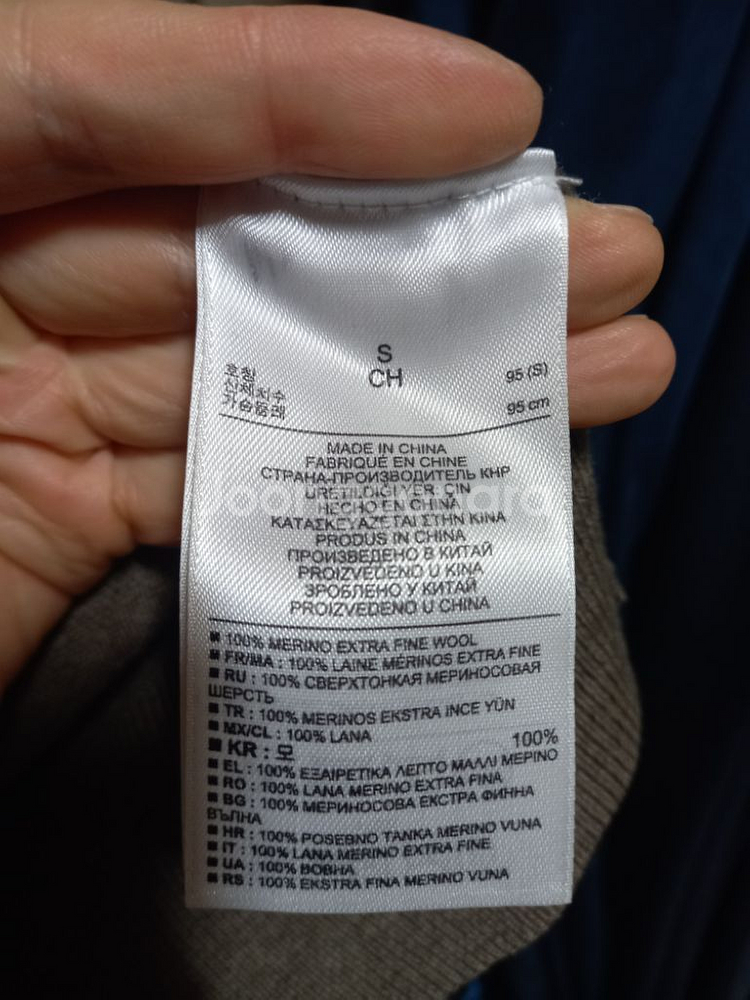 S
CH
호칭 95 (S)
신체치수
가슴둘레 95 cm
MADE IN CHINA
FABRIQUÉ EN CHINE
СТРАНА-ПРОИЗВОДИТЕЛЬ КНР
ÜRETİLDİĞİ YER: ÇİN
HECHO EN CHINA
ΚΑΤΑΣΚΕΥΑΖΕΤΑΙ ΣΤΗΝ ΚΙΝΑ
PRODUS IN CHINA
ПРОИЗВЕДЕНО В КИТАЙ
PROIZVEDENO U KINA
ЗРОБЛЕНО У КИТАЙ
PROIZVEDENO U CHINA
■ 100% MERINO EXTRA FINE WOOL
■ FR/MA : 100% LAINE MÉRINOS EXTRA FINE
■ RU : 100% СВЕРХТОНКАЯ МЕРИНОСОВАЯ
ШЕРСТЬ
■ TR : 100% MERINOS EKSTRA INCE YÜN
■ MX/CL : 100% LANA
■ KR : 모 100%
■ EL : 100% ΕΞΑΙΡΕΤΙΚΑ ΛΕΠΤΟ ΜΑΛΛΙ ΜΕΡΙΝΟ
■ RO : 100% LANA MERINO EXTRA FINA
■ BG : 100% МЕРИНОСОВА ЕКСТРА ФИННА
ВЪЛНА
■ HR : 100% POSEBNO TANKA MERINO VUNA
■ IT : 100% LANA MERINO EXTRA FINE
■ UA : 100% ВОВНА
■ RS : 100% EKSTRA FINA MERINO VUNA